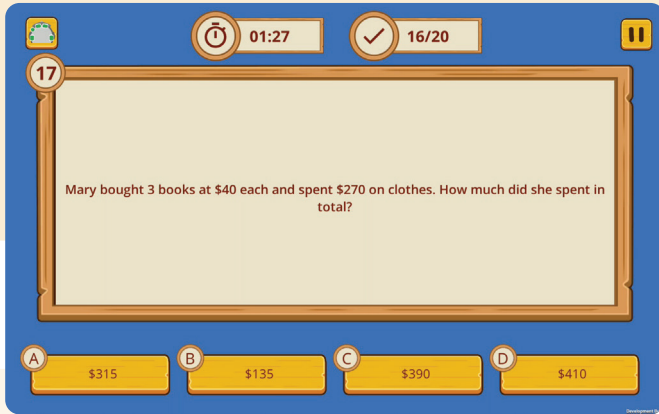 01:27
16/20
17
Mary bought 3 books at $40 each and spent $270 on clothes. How much did she spent in
total?
A
$315
B
$135
C
$390
D
$410